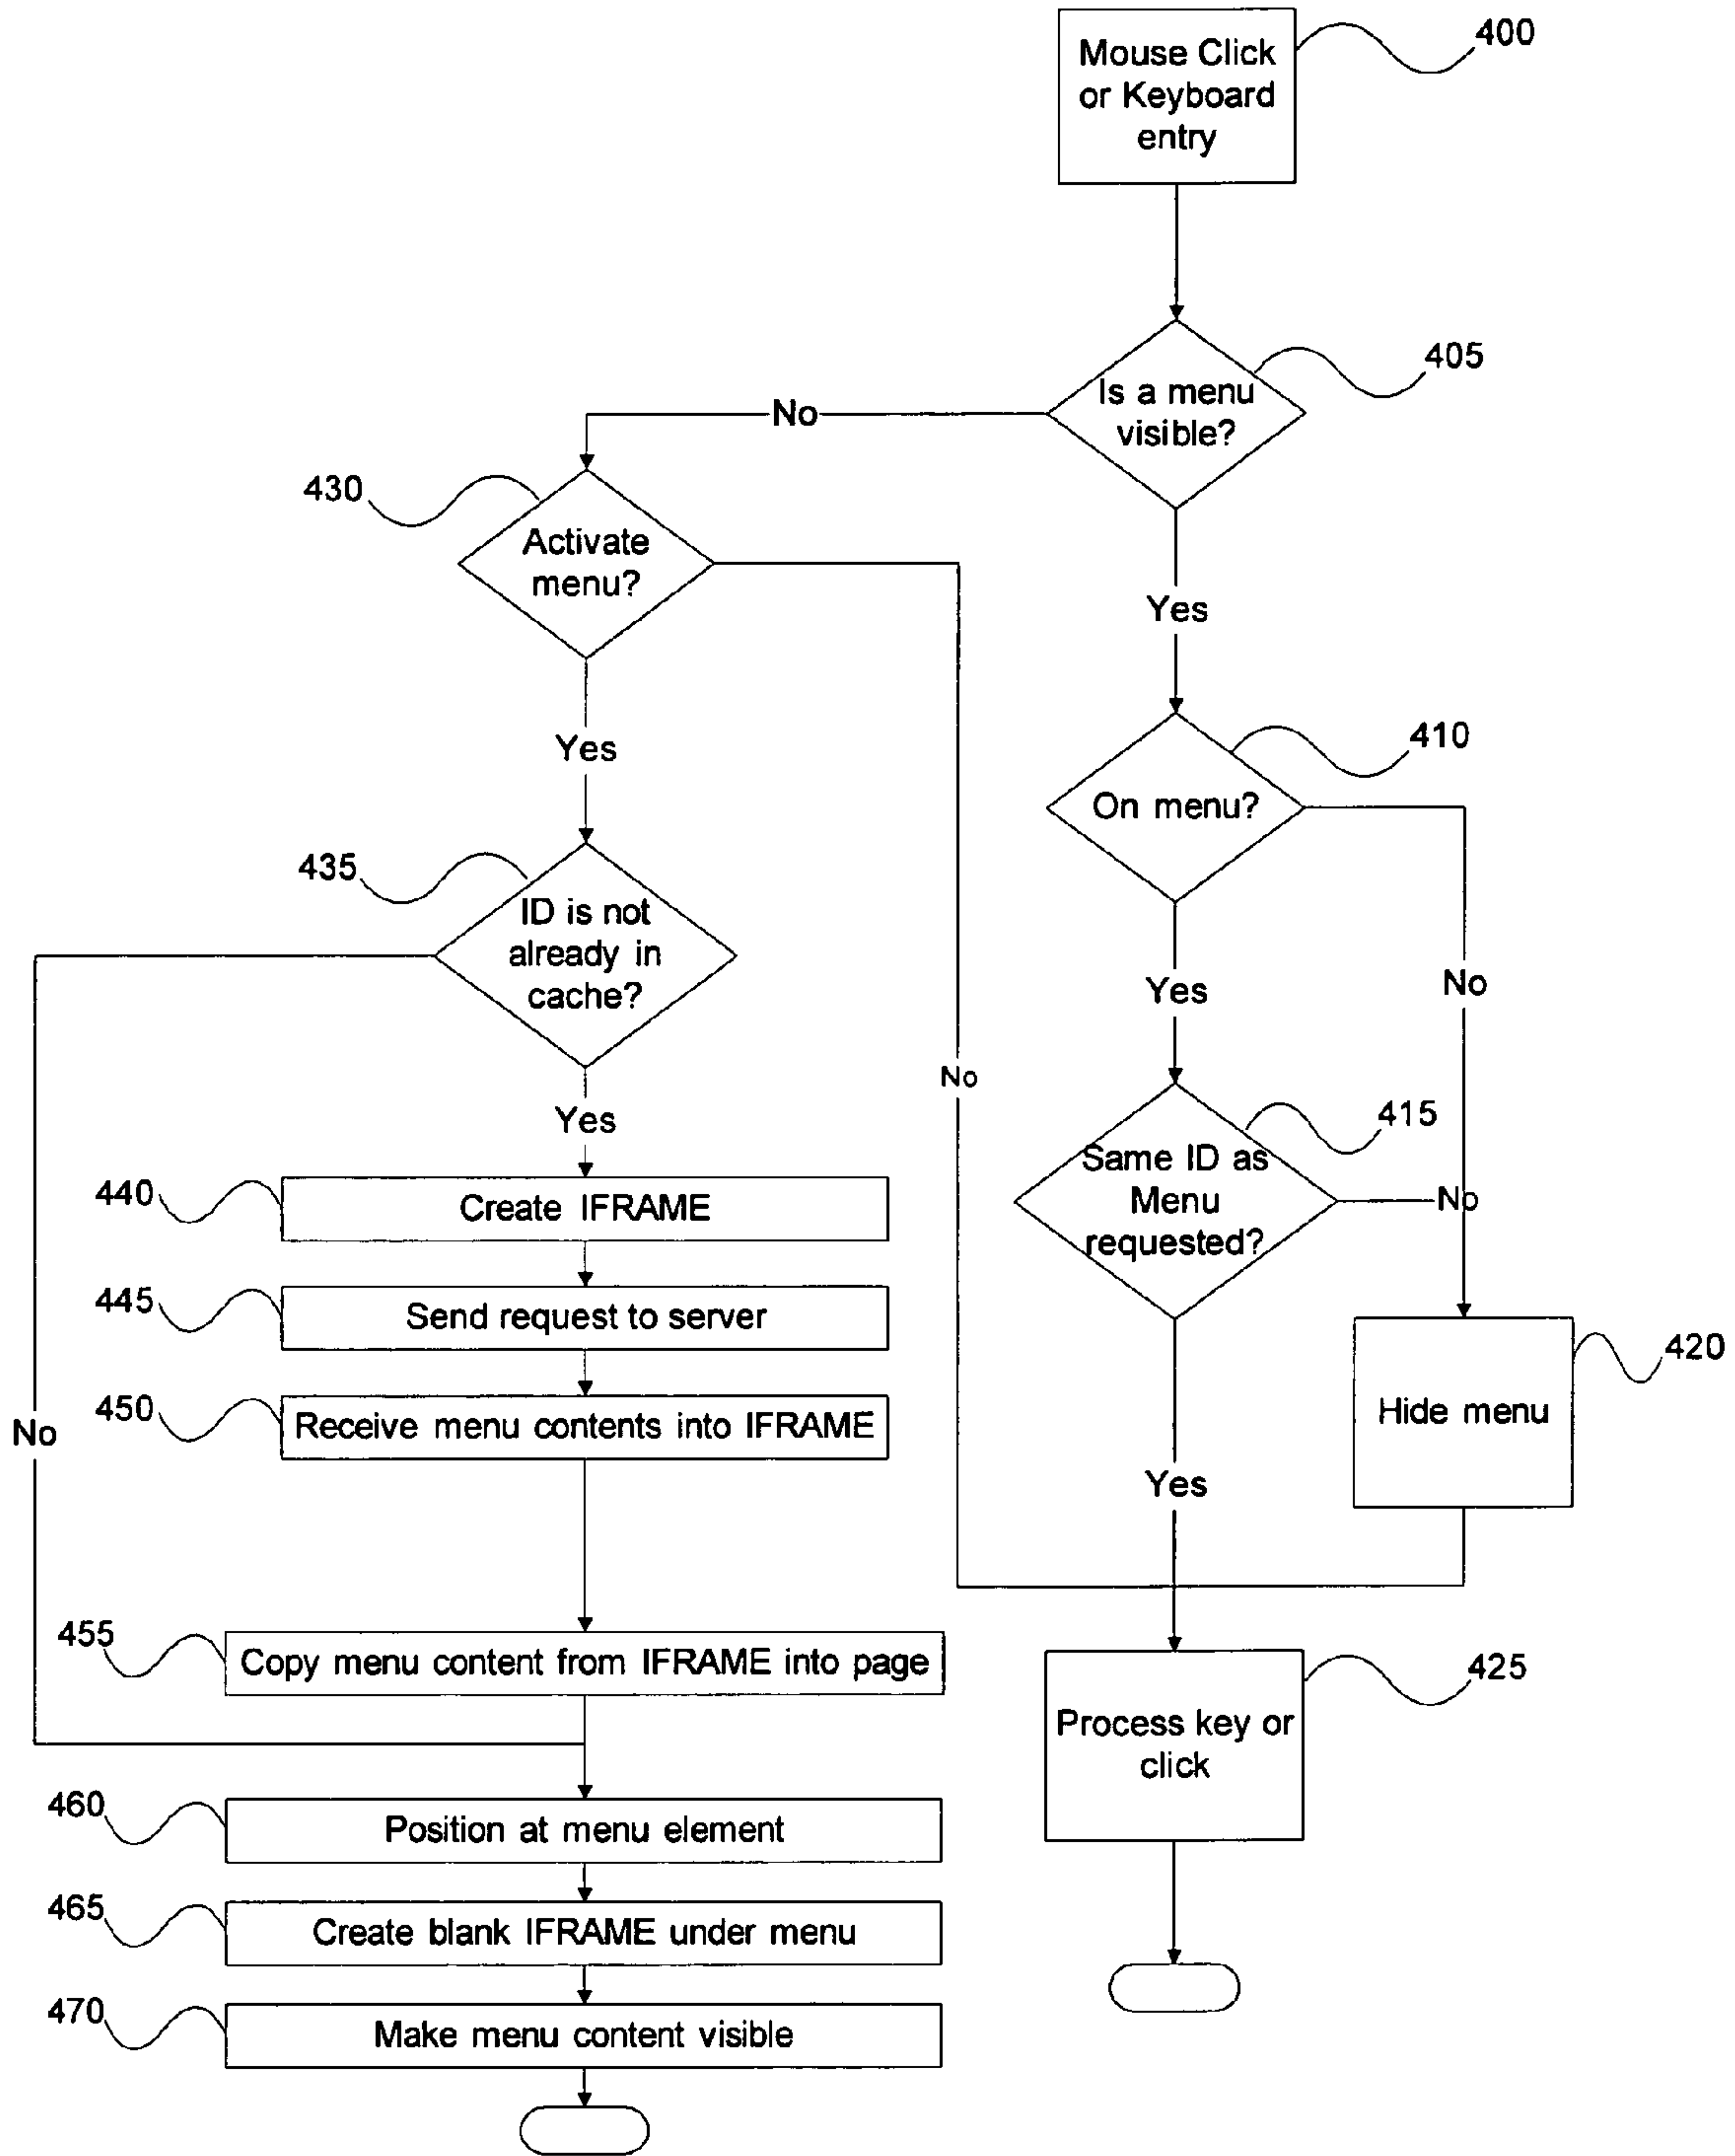 Mouse Click
or Keyboard
entry
400
Is a menu
visible?
405
No
Yes
430
Activate
menu?
Yes
No
410
On menu?
Yes
No
435
ID is not
already in
cache?
Yes
No
415
Same ID as
Menu
requested?
No
Yes
440
Create IFRAME
445
Send request to server
450
Receive menu contents into IFRAME
420
Hide menu
455
Copy menu content from IFRAME into page
425
Process key or
click
460
Position at menu element
465
Create blank IFRAME under menu
470
Make menu content visible